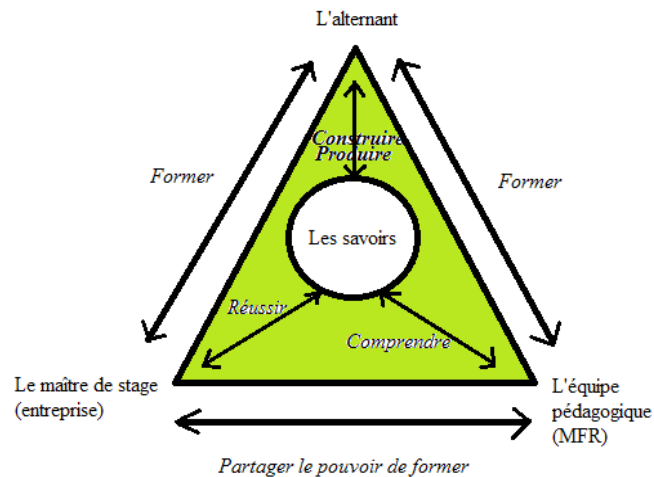 L'alternant
Construire
Produire
Former
Former
Les savoirs
Réussir
Comprendre
Le maître de stage
(entreprise)
L'équipe
pédagogique
(MFR)
Partager le pouvoir de former